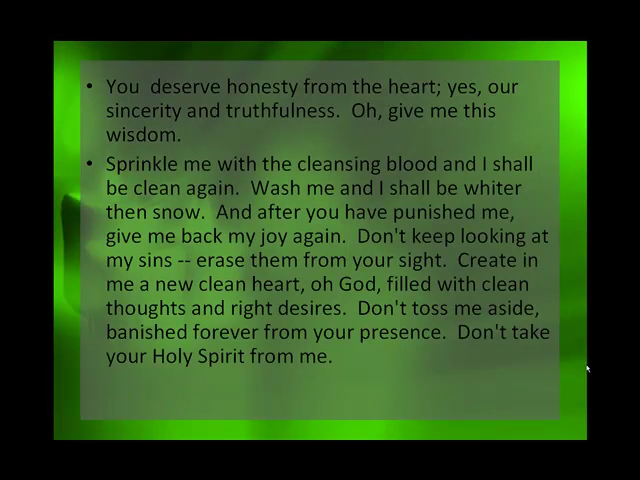 • You  deserve honesty from the heart; yes, our
sincerity and truthfulness.  Oh, give me this
wisdom.
• Sprinkle me with the cleansing blood and I shall
be clean again.  Wash me and I shall be whiter
then snow.  And after you have punished me,
give me back my joy again.  Don't keep looking at
my sins -- erase them from your sight.  Create in
me a new clean heart, oh God, filled with clean
thoughts and right desires.  Don't toss me aside,
banished forever from your presence.  Don't take
your Holy Spirit from me.